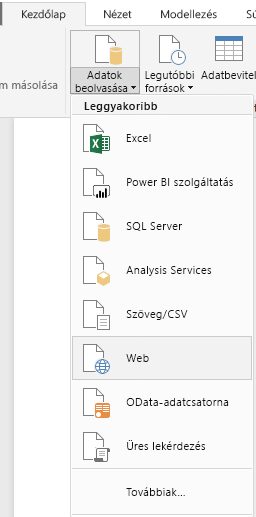 Kezdőlap Nézet Modellezés
Adatok Legutóbbi Adatbevitel
beolvasása források
m másolása
Leggyakoribb
Excel
Power BI szolgáltatás
SQL Server
Analysis Services
Szöveg/CSV
Web
OData-adatcsatorna
Üres lekérdezés
Továbbiak...